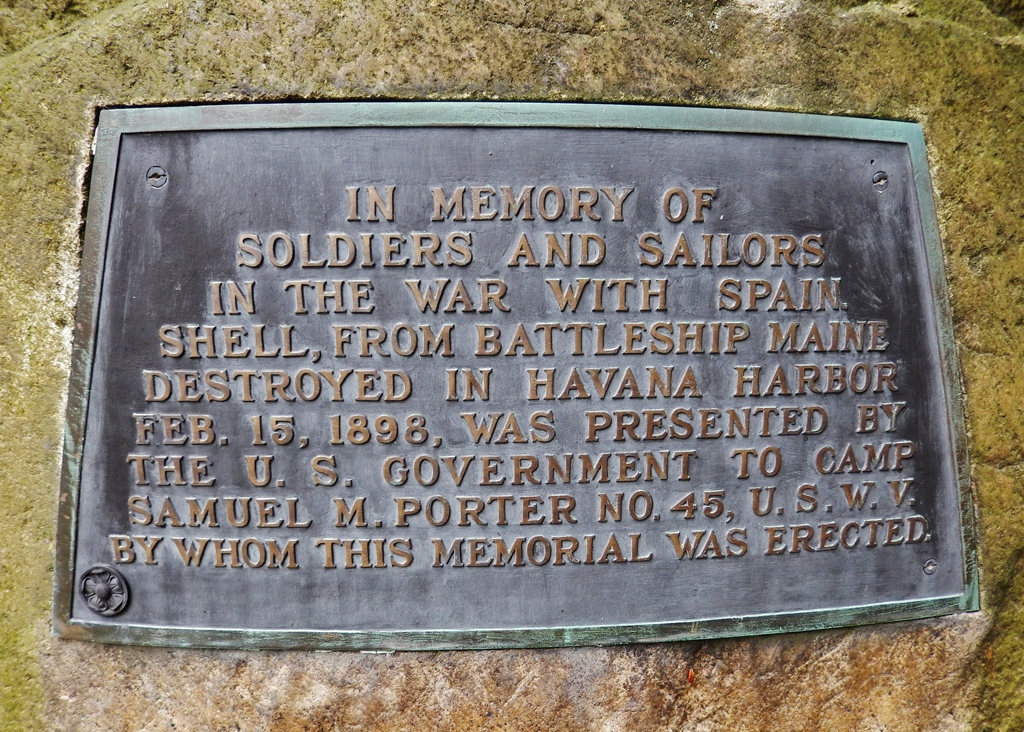 IN MEMORY OF
SOLDIERS AND SAILORS
IN THE WAR WITH SPAIN.
SHELL, FROM BATTLESHIP MAINE
DESTROYED IN HAVANA HARBOR
FEB. 15, 1898, WAS PRESENTED BY
THE U. S. GOVERNMENT TO CAMP
SAMUEL M. PORTER NO. 45, U. S. W. V.
BY WHOM THIS MEMORIAL WAS ERECTED.